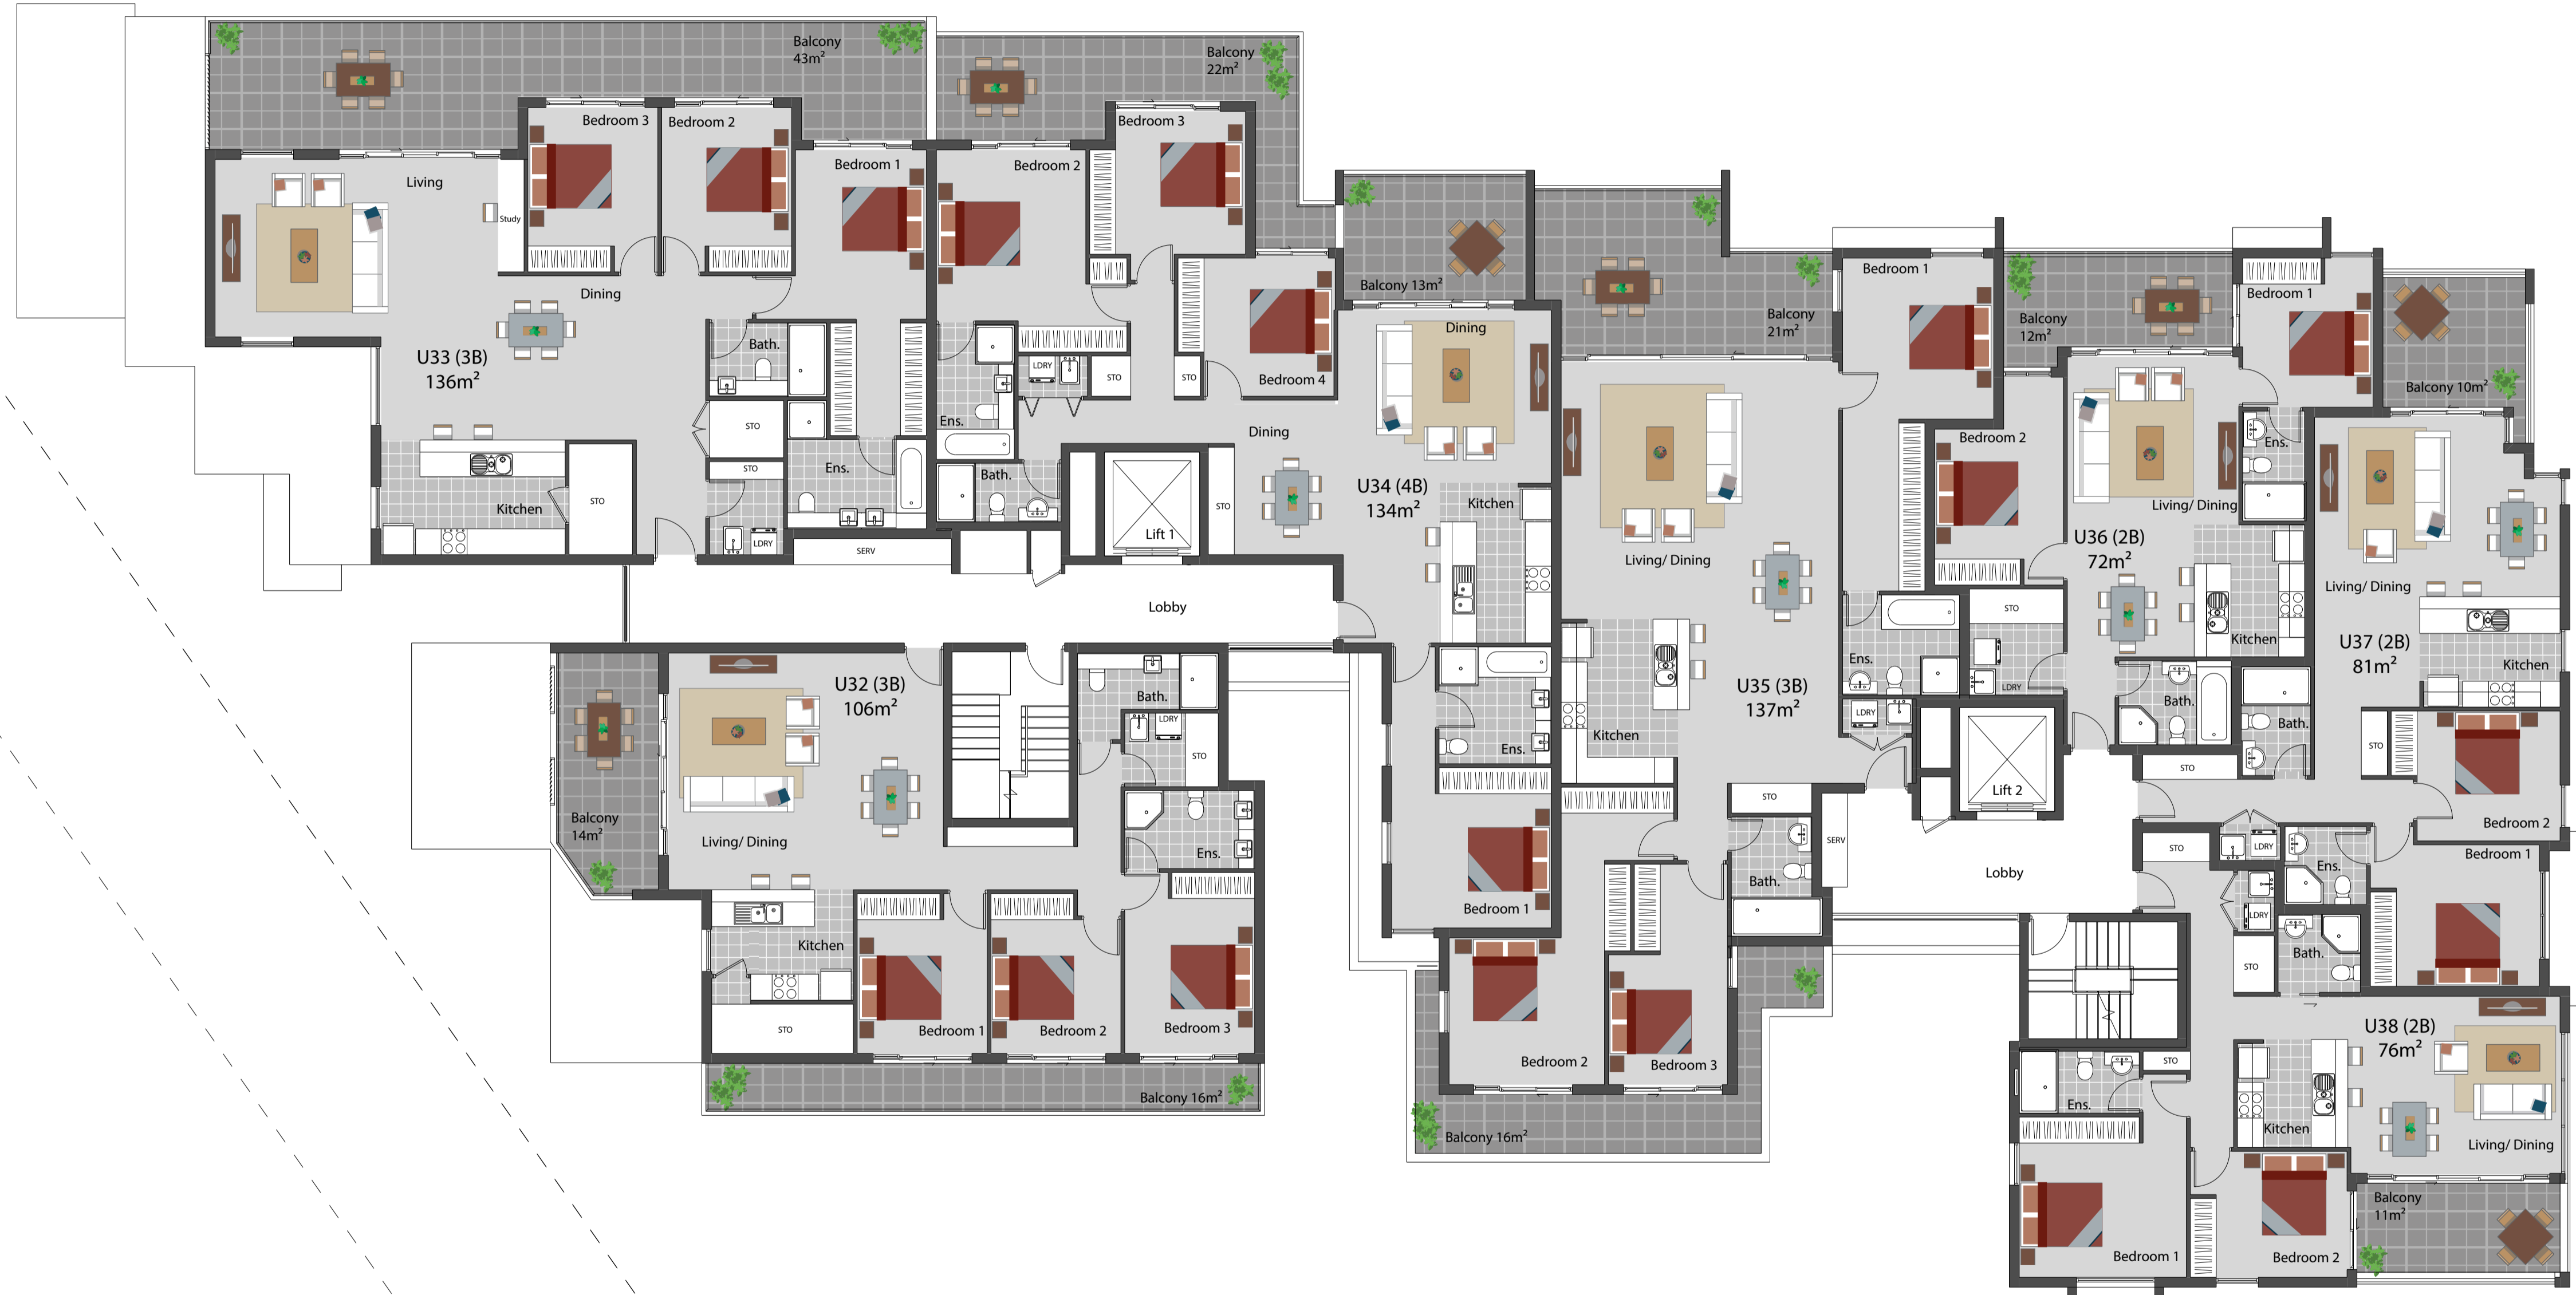 Balcony
43m²
Balcony
22m²
Bedroom 3
Bedroom 2
Bedroom 1
Living
Study
Dining
U33 (3B)
136m²
Bath.
STO
STO
Ens.
Kitchen
STO
LDRY
SERV
Bedroom 2
Bedroom 3
Bedroom 4
LDRY
STO
STO
Ens.
Bath.
Lift 1
STO
Dining
Balcony 13m²
Dining
U34 (4B)
134m²
Kitchen
Ens.
Bedroom 1
Lobby
U32 (3B)
106m²
Balcony
14m²
Living/ Dining
Kitchen
STO
Bath.
LDRY
STO
Ens.
Bedroom 1
Bedroom 2
Bedroom 3
Balcony 16m²
Balcony
21m²
Bedroom 1
Living/ Dining
U35 (3B)
137m²
Kitchen
Ens.
LDRY
STO
Bath.
Bedroom 2
Bedroom 3
Balcony 16m²
SERV
Lift 2
Lobby
Balcony
12m²
Bedroom 1
Bedroom 2
Ens.
Living/ Dining
U36 (2B)
72m²
STO
LDRY
Kitchen
Bath.
Balcony 10m²
Living/ Dining
U37 (2B)
81m²
Kitchen
Bath.
STO
STO
Bedroom 2
LDRY
Ens.
Bedroom 1
STO
LDRY
Bath.
STO
U38 (2B)
76m²
STO
Ens.
Kitchen
Living/ Dining
Bedroom 1
Bedroom 2
Balcony
11m²